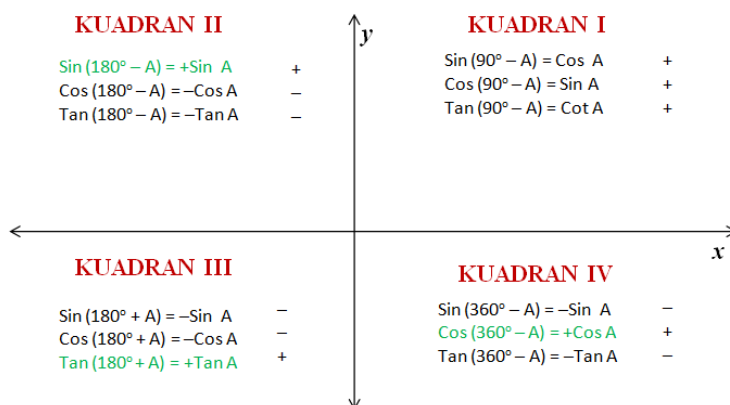 KUADRAN II
Sin (180° – A) = +Sin A +
Cos (180° – A) = –Cos A –
Tan (180° – A) = –Tan A –
y
KUADRAN I
Sin (90° – A) = Cos A +
Cos (90° – A) = Sin A +
Tan (90° – A) = Cot A +
x
KUADRAN III
Sin (180° + A) = –Sin A –
Cos (180° + A) = –Cos A –
Tan (180° + A) = +Tan A +
KUADRAN IV
Sin (360° – A) = –Sin A –
Cos (360° – A) = +Cos A +
Tan (360° – A) = –Tan A –